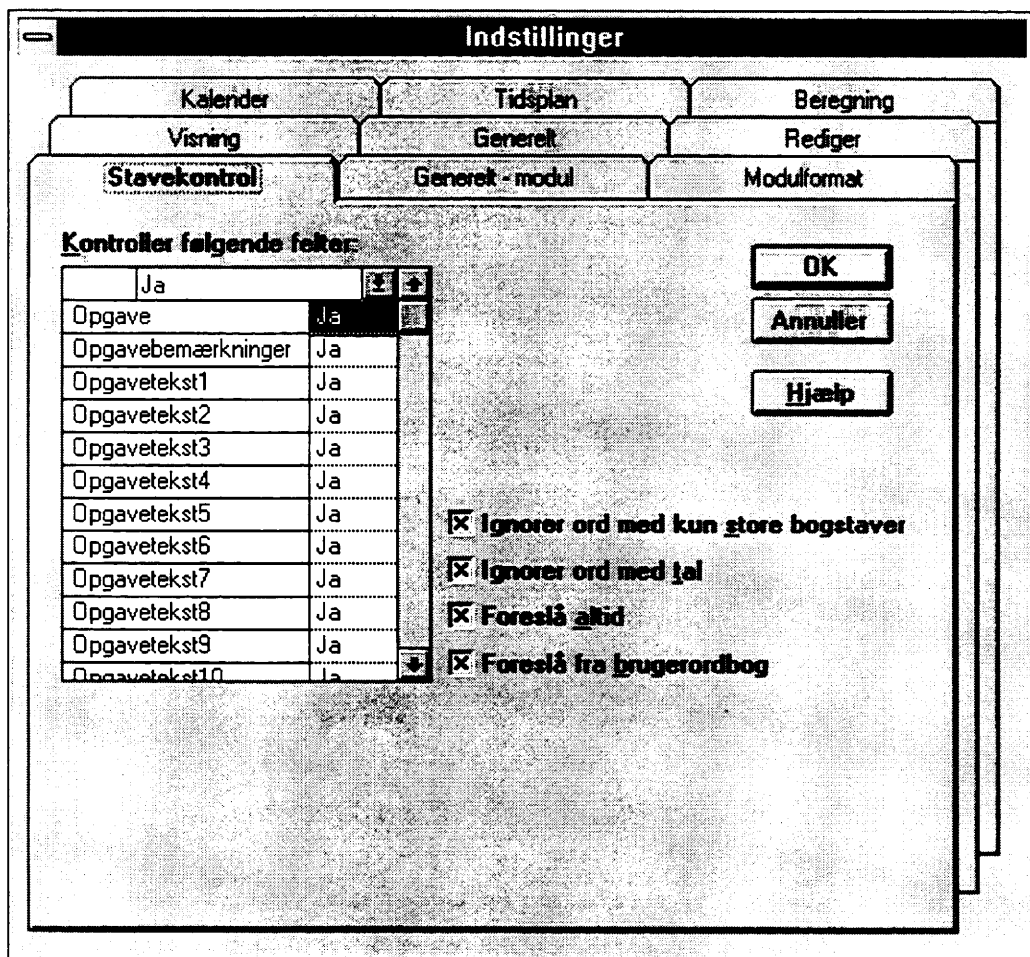 Indstillinger
Kalender Tidsplan Beregning
Visning Generelt Rediger
Stavekontrol Generelt - modul Modulformat
Kontroller følgende felter:
Ja
Opgave Ja
Opgavebemærkninger Ja
Opgavetekst1 Ja
Opgavetekst2 Ja
Opgavetekst3 Ja
Opgavetekst4 Ja
Opgavetekst5 Ja
Opgavetekst6 Ja
Opgavetekst7 Ja
Opgavetekst8 Ja
Opgavetekst9 Ja
Opgavetekst10 Ja
OK
Annuller
Hjælp
Ignorer ord med kun store bogstaver
Ignorer ord med tal
Foreslå altid
Foreslå fra brugerordbog